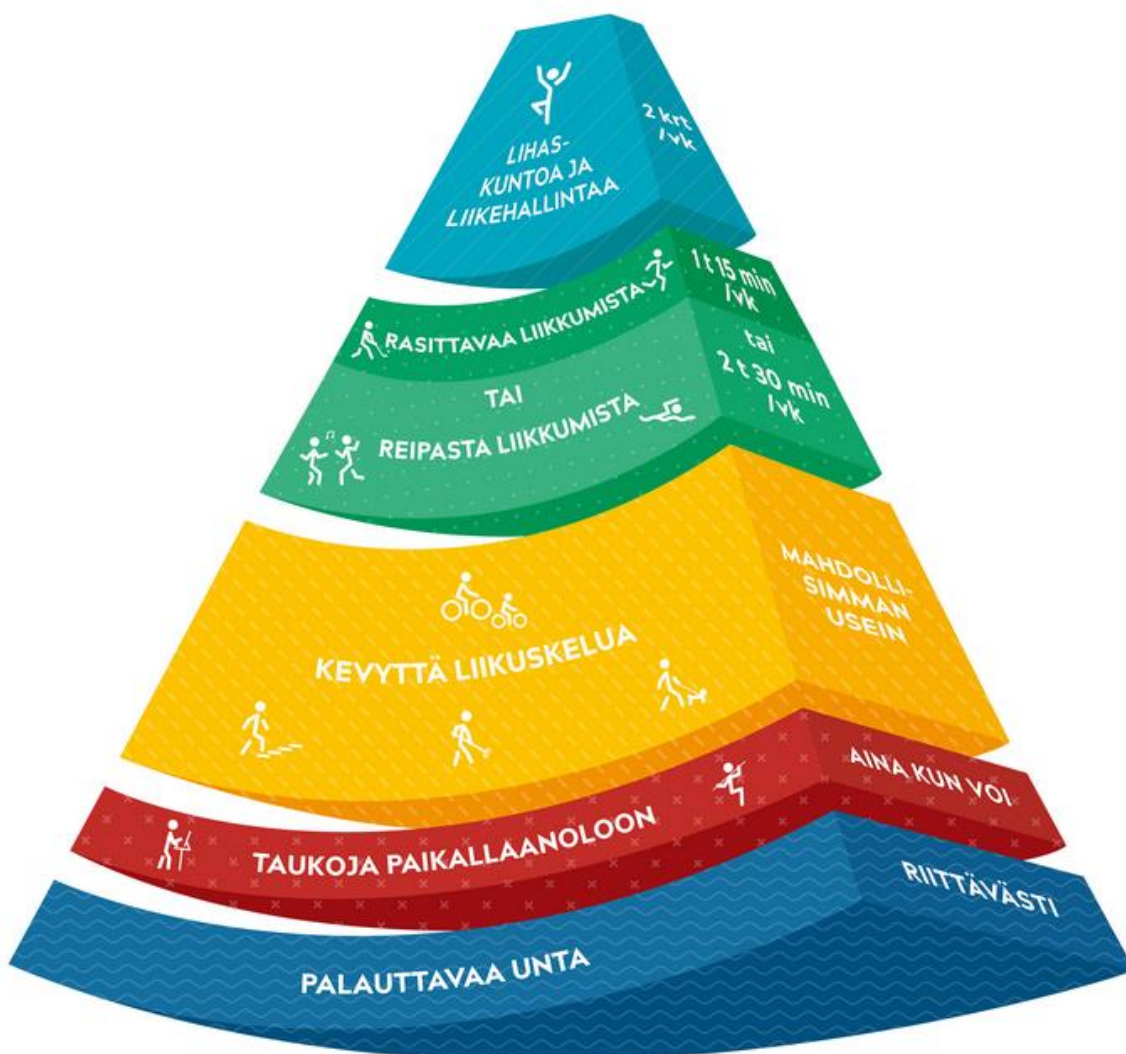 LIHAS-
KUNTOA JA
LIIKEHALLINTAA
2 krt
/vk
RASITTAVAA LIIKKUMISTA
1 t 15 min
/vk
TAI
tai
REIPASTA LIIKKUMISTA
2 t 30 min
/vk
KEVYTTÄ LIIKUSKELUA
MAHDOLLI-
SIMMAN
USEIN
TAUKOJA PAIKALLAANOLOON
AINA KUN VOI
PALAUTTAVAA UNTA
RIITTÄVÄSTI